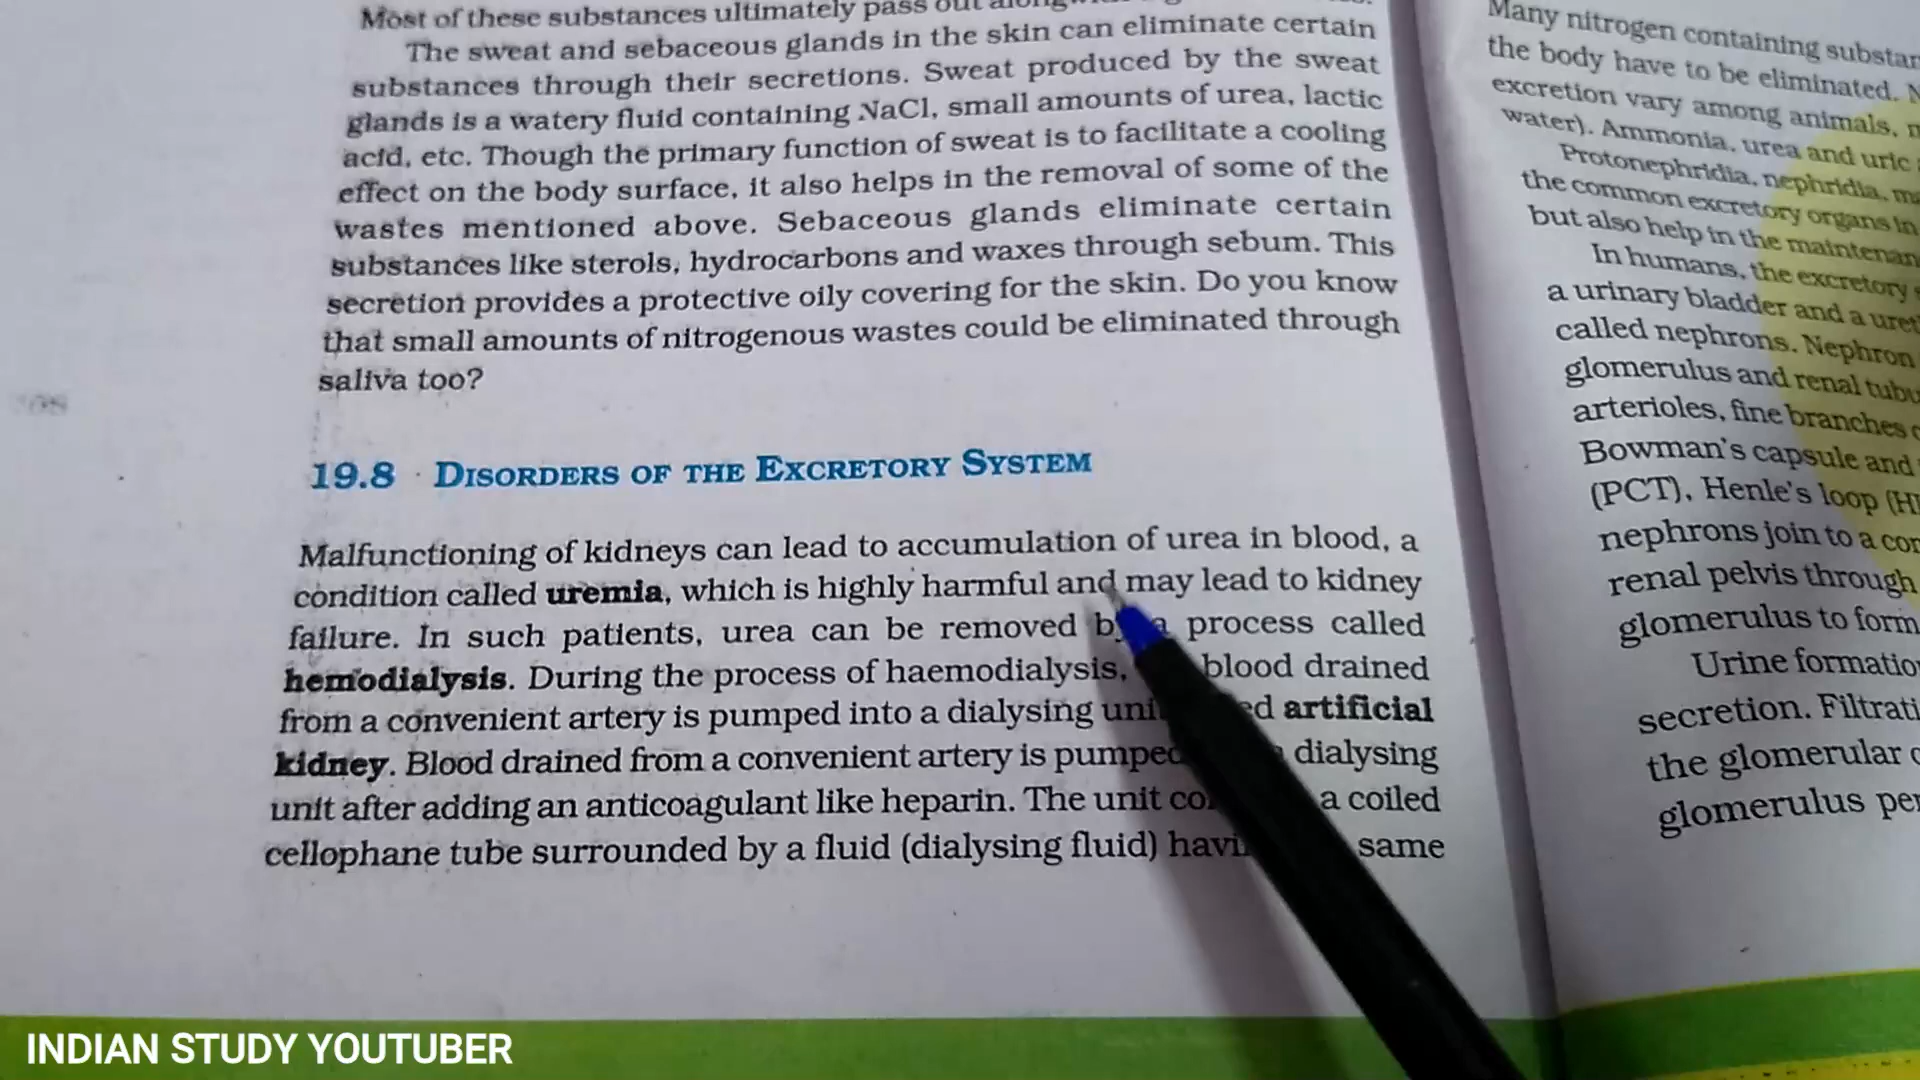 Most of these substances ultimately pass out
The sweat and sebaceous glands in the skin can eliminate certain
substances through their secretions. Sweat produced by the sweat
glands is a watery fluid containing NaCl, small amounts of urea, lactic
acid, etc. Though the primary function of sweat is to facilitate a cooling
effect on the body surface, it also helps in the removal of some of the
wastes mentioned above. Sebaceous glands eliminate certain
substances like sterols, hydrocarbons and waxes through sebum. This
secretion provides a protective oily covering for the skin. Do you know
that small amounts of nitrogenous wastes could be eliminated through
saliva too?
19.8 DISORDERS OF THE EXCRETORY SYSTEM
Malfunctioning of kidneys can lead to accumulation of urea in blood, a
condition called uremia, which is highly harmful and may lead to kidney
failure. In such patients, urea can be removed by a process called
hemodialysis. During the process of haemodialysis, blood drained
from a convenient artery is pumped into a dialysing artificial
kidney. Blood drained from a convenient artery is pumped dialysing
unit after adding an anticoagulant like heparin. The unit a coiled
cellophane tube surrounded by a fluid (dialysing fluid) same
Many nitrogen containing
the body have to be eliminated.
excretion vary among animals,
water). Ammonia, urea and uric
Protonephridia, nephridia,
the common excretory organs in
but also help in the
In humans, the excretory
a urinary bladder and a
called nephrons. Nephron
glomerulus and renal
arterioles, fine branches
Bowman's capsule and
(PCT), Henle's loop
nephrons join to a
renal pelvis through
glomerulus to form
Urine
secretion.
the glomerular
glomerulus
INDIAN STUDY YOUTUBER